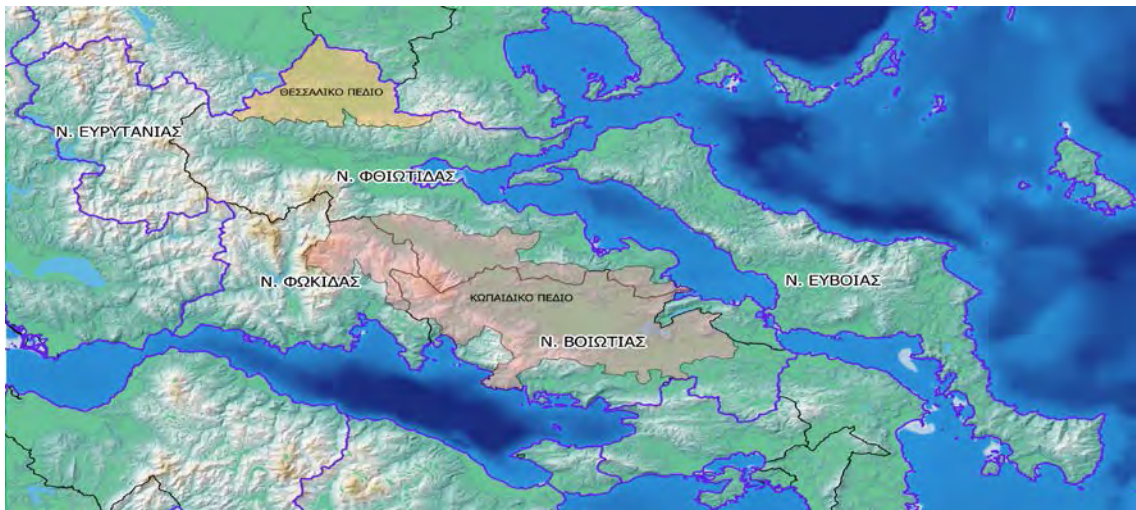 ΘΕΣΣΑΛΙΚΟ ΠΕΔΙΟ
Ν. ΕΥΡΥΤΑΝΙΑΣ
Ν. ΦΘΙΩΤΙΔΑΣ
Ν. ΦΩΚΙΔΑΣ
Ν. ΕΥΒΟΙΑΣ
ΚΩΠΑΙΔΙΚΟ ΠΕΔΙΟ
Ν. ΒΟΙΩΤΙΑΣ